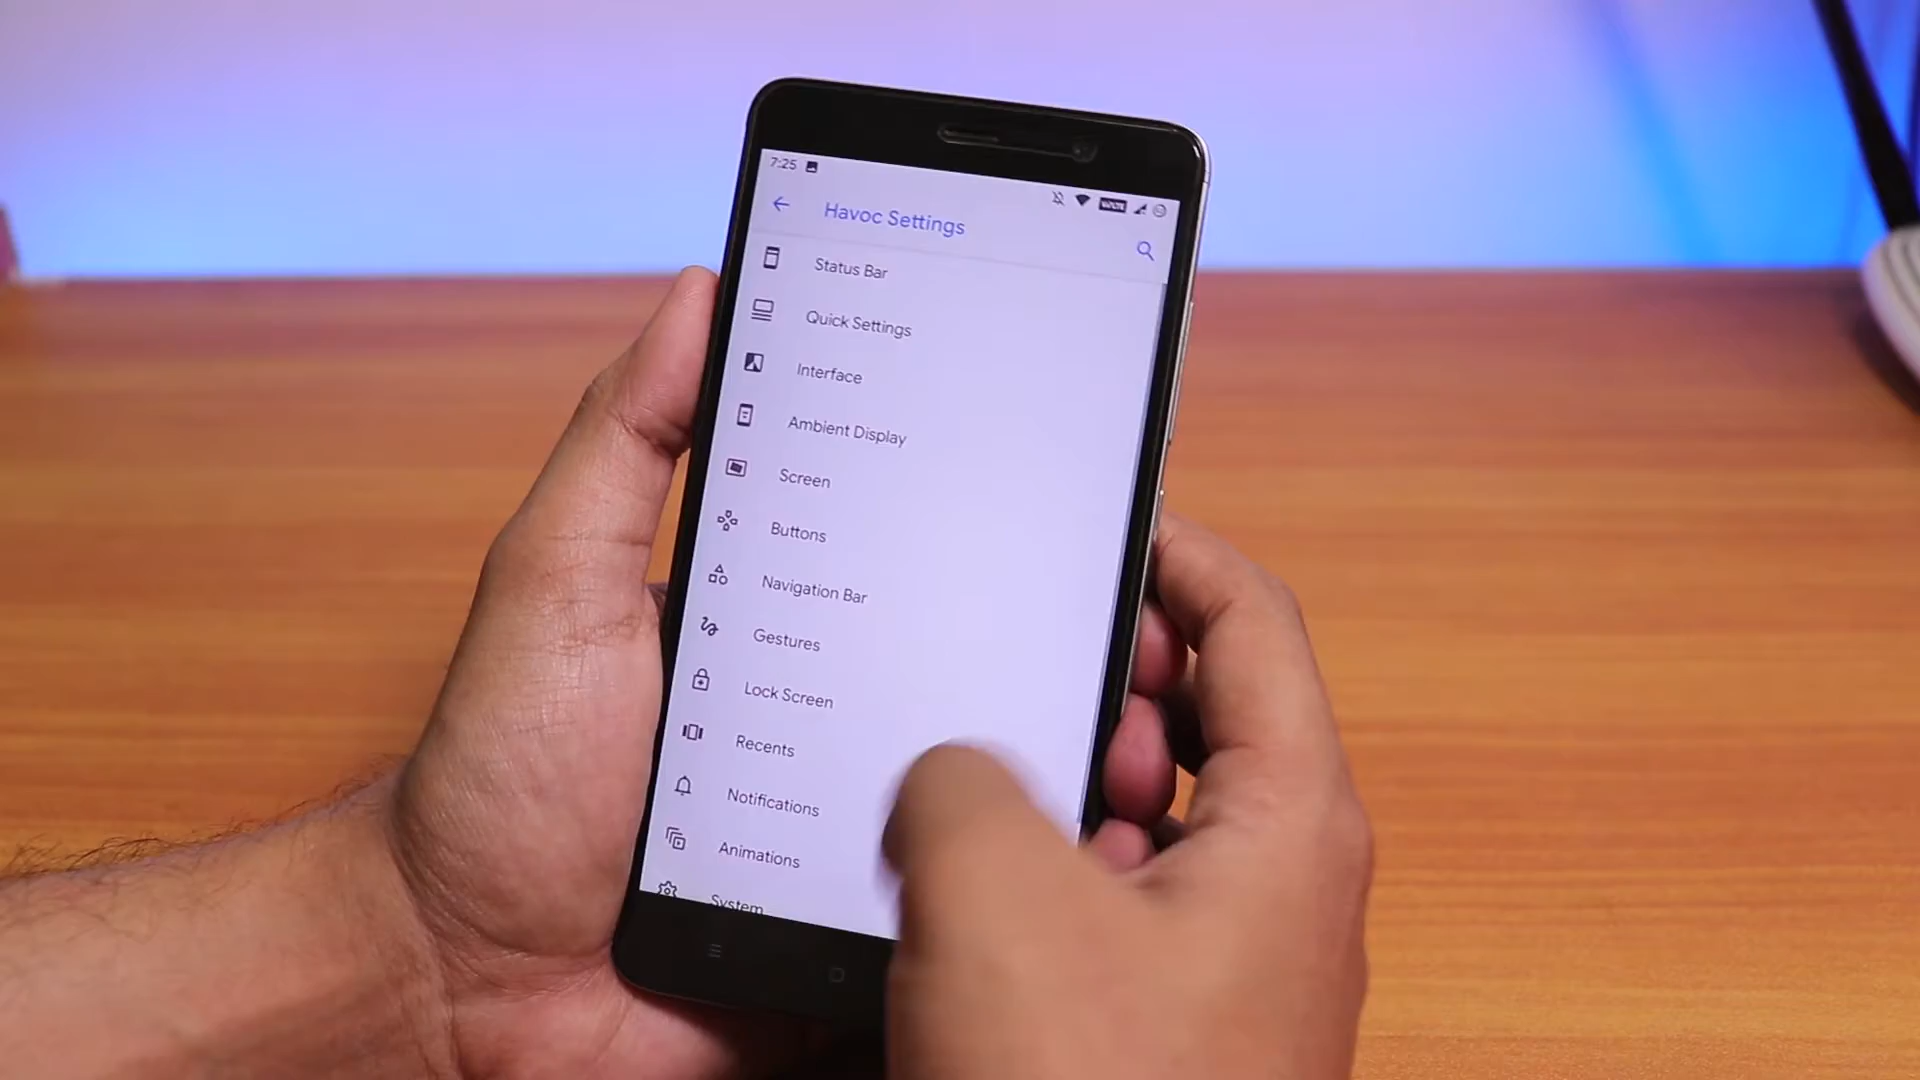 7:25
VoLTE
Havoc Settings
Status Bar
Quick Settings
Interface
Ambient Display
Screen
Buttons
Navigation Bar
Gestures
Lock Screen
Recents
Notifications
Animations
System